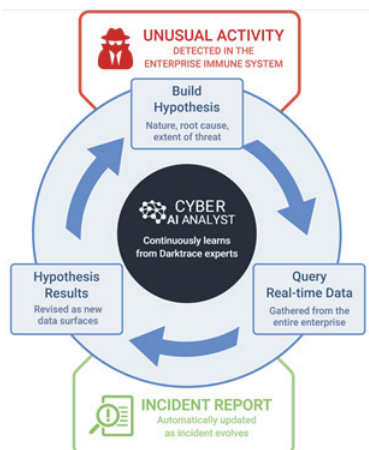 UNUSUAL ACTIVITY
DETECTED IN THE
ENTERPRISE IMMUNE SYSTEM
Build
Hypothesis
Nature, root cause,
extent of threat
CYBER
AI ANALYST
Continuously learns
from Darktrace experts
Hypothesis
Results
Revised as new
data surfaces
Query
Real-time Data
Gathered from the
entire enterprise
INCIDENT REPORT
Automatically updated
as incident evolves